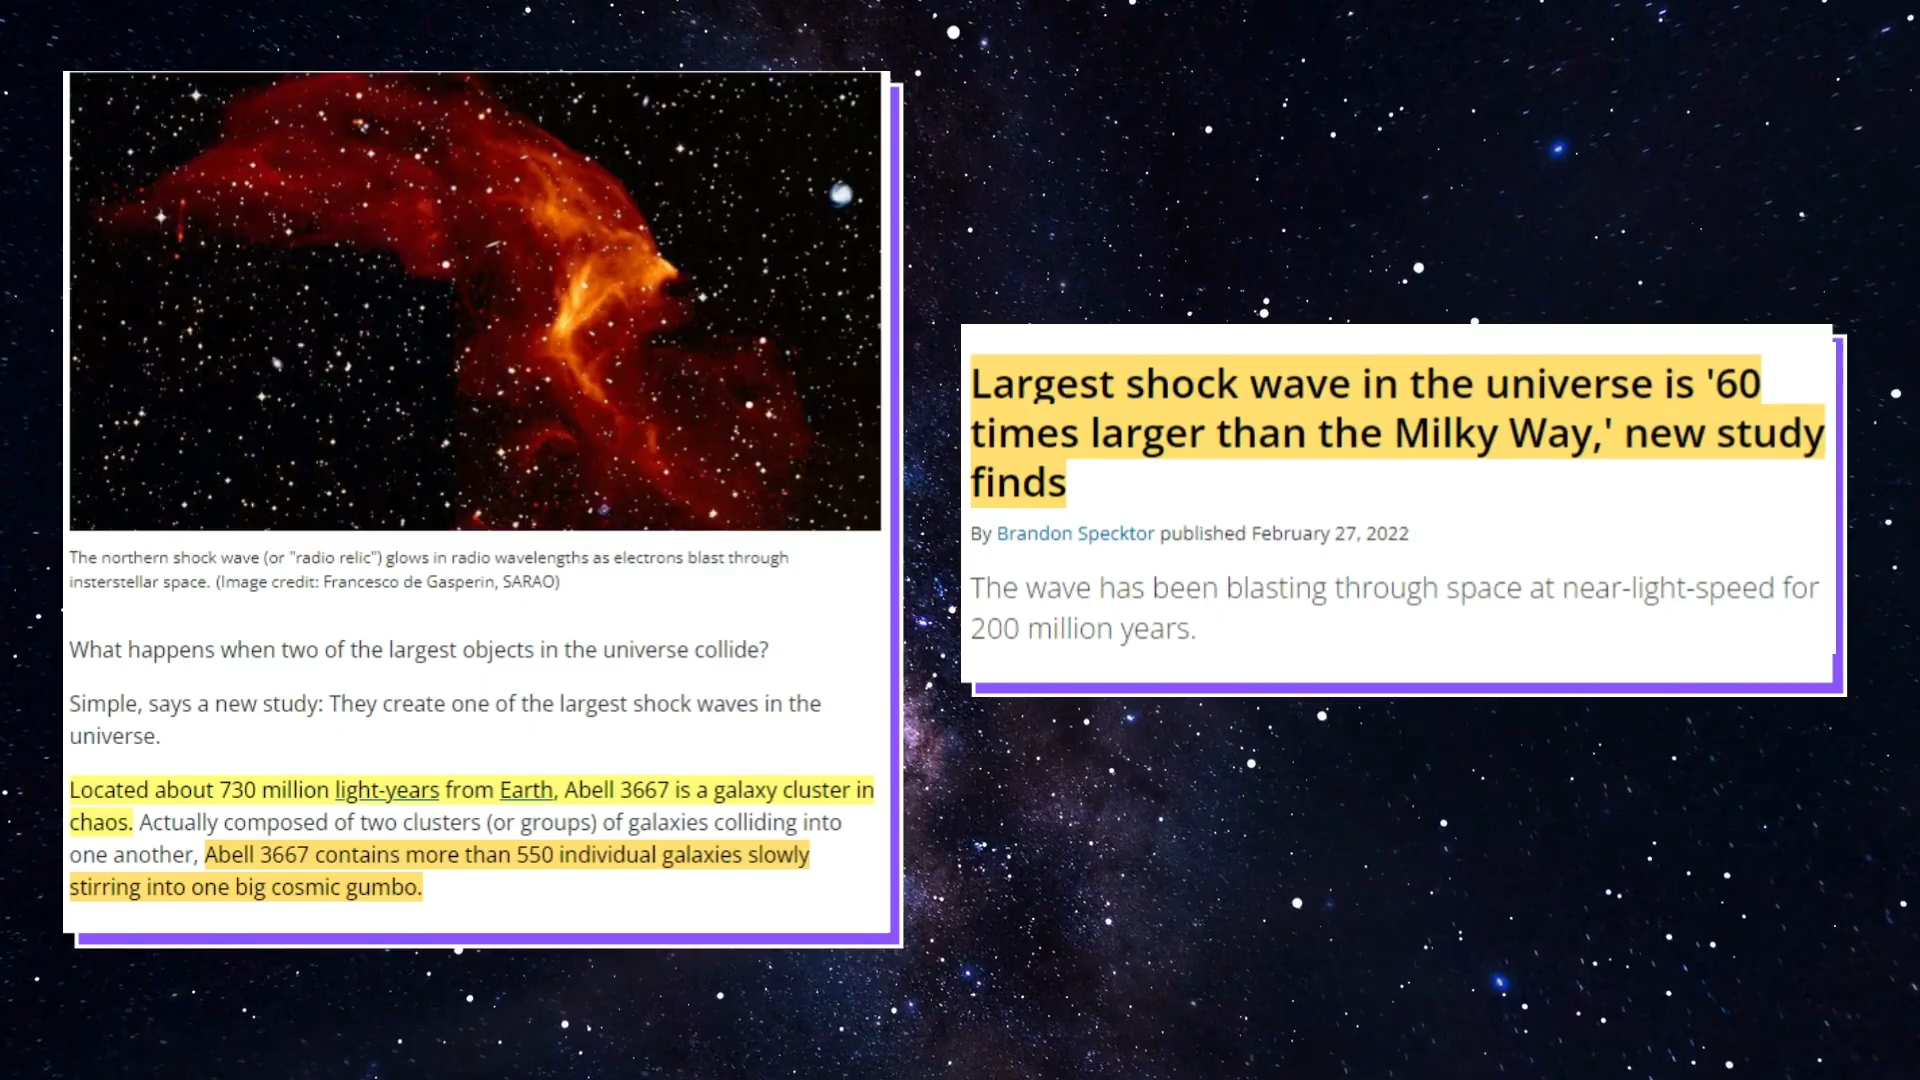 The northern shock wave (or "radio relic") glows in radio wavelengths as electrons blast through
insterstellar space. (Image credit: Francesco de Gasperin, SARAO)
What happens when two of the largest objects in the universe collide?
Simple, says a new study: They create one of the largest shock waves in the
universe.
Located about 730 million light-years from Earth, Abell 3667 is a galaxy cluster in
chaos. Actually composed of two clusters (or groups) of galaxies colliding into
one another, Abell 3667 contains more than 550 individual galaxies slowly
stirring into one big cosmic gumbo.
Largest shock wave in the universe is '60
times larger than the Milky Way,' new study
finds
By Brandon Specktor published February 27, 2022
The wave has been blasting through space at near-light-speed for
200 million years.